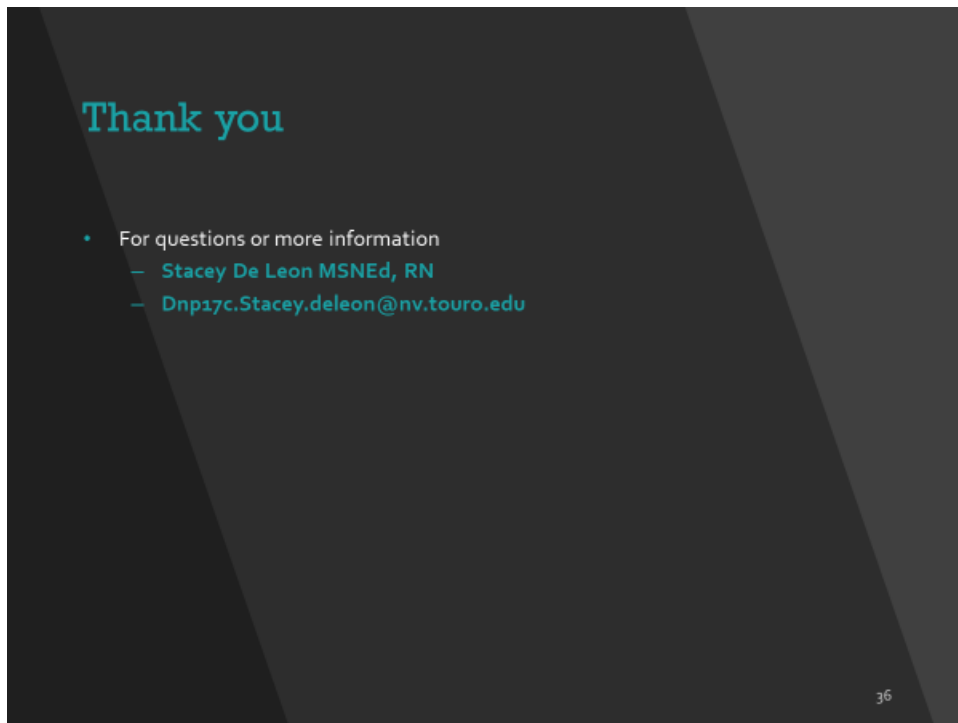 Thank you
• For questions or more information
– Stacey De Leon MSNEd, RN
– Dnp17c.Stacey.deleon@nv.touro.edu
36